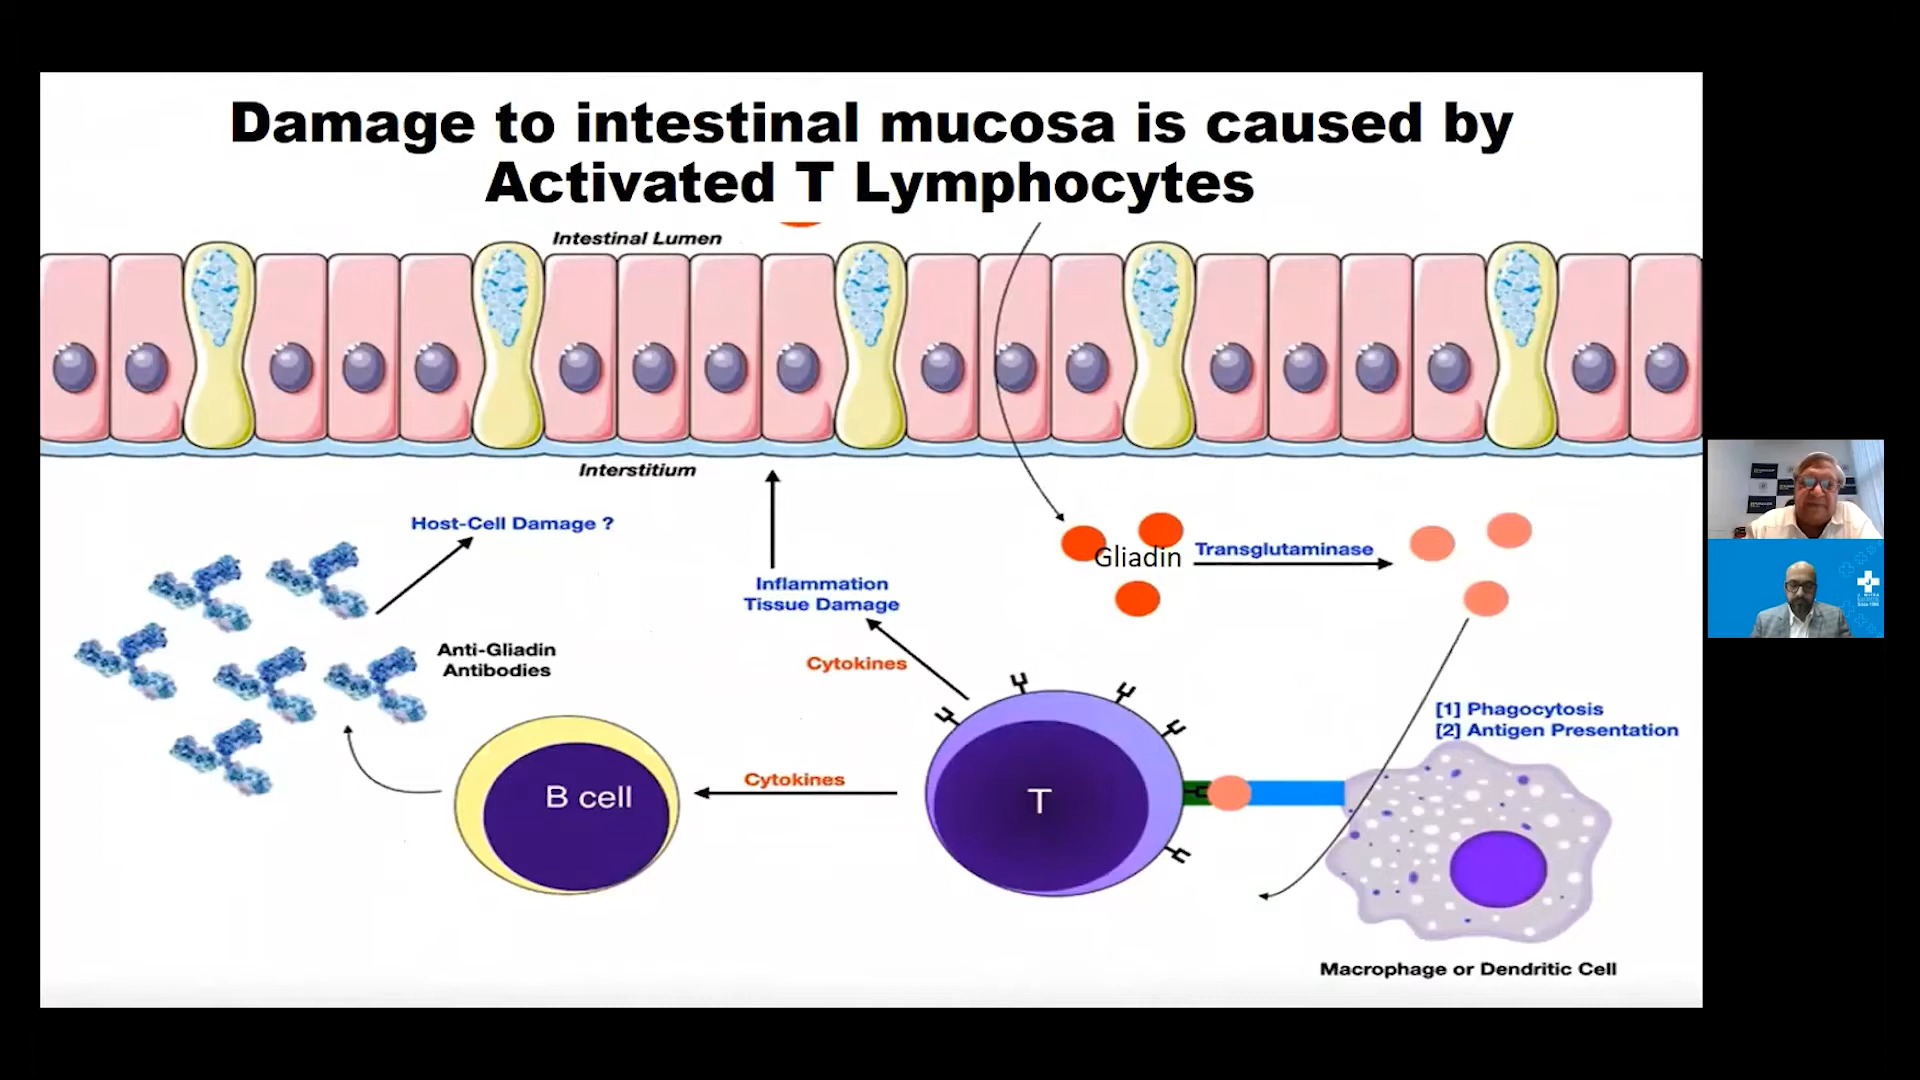 Damage to intestinal mucosa is caused by
Activated T Lymphocytes
Intestinal Lumen
Interstitium
Host-Cell Damage ?
Inflammation
Tissue Damage
Gliadin
Transglutaminase
Anti-Gliadin
Antibodies
Cytokines
[1] Phagocytosis
[2] Antigen Presentation
B cell
Cytokines
T
Macrophage or Dendritic Cell